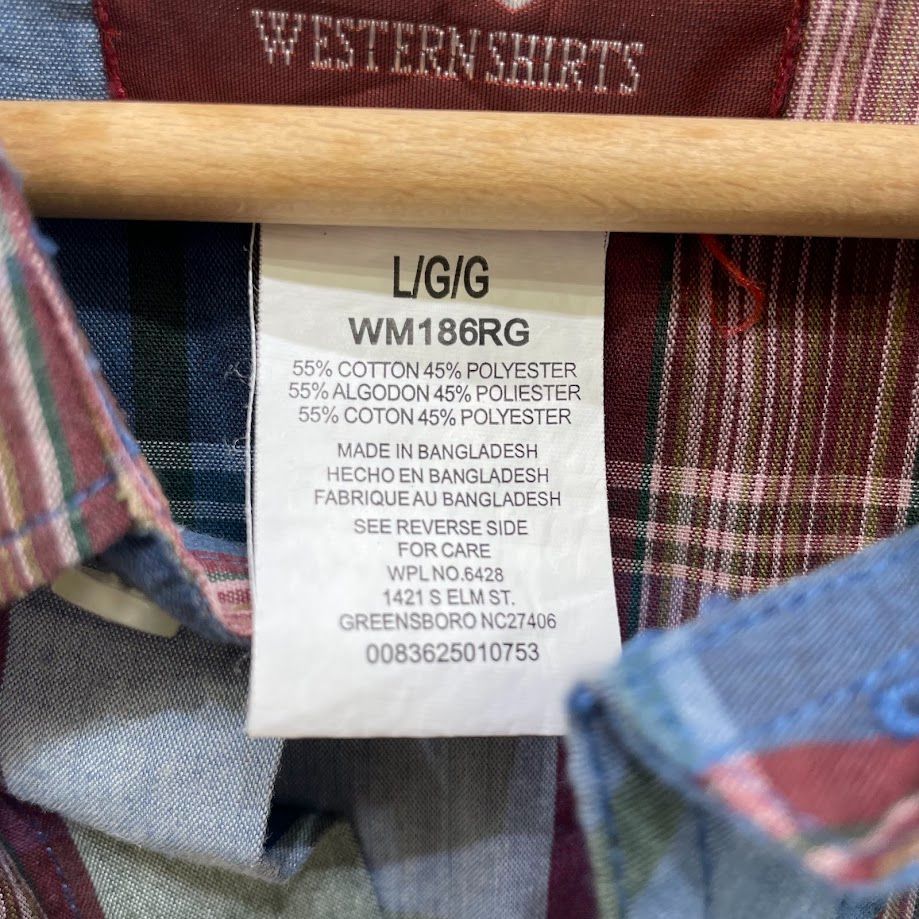 WESTERN SHIRTS
L/G/G
WM186RG
55% COTTON 45% POLYESTER
55% ALGODON 45% POLIESTER
55% COTON 45% POLYESTER
MADE IN BANGLADESH
HECHO EN BANGLADESH
FABRIQUE AU BANGLADESH
SEE REVERSE SIDE
FOR CARE
WPL NO.6428
1421 S ELM ST.
GREENSBORO NC27406
0083625010753